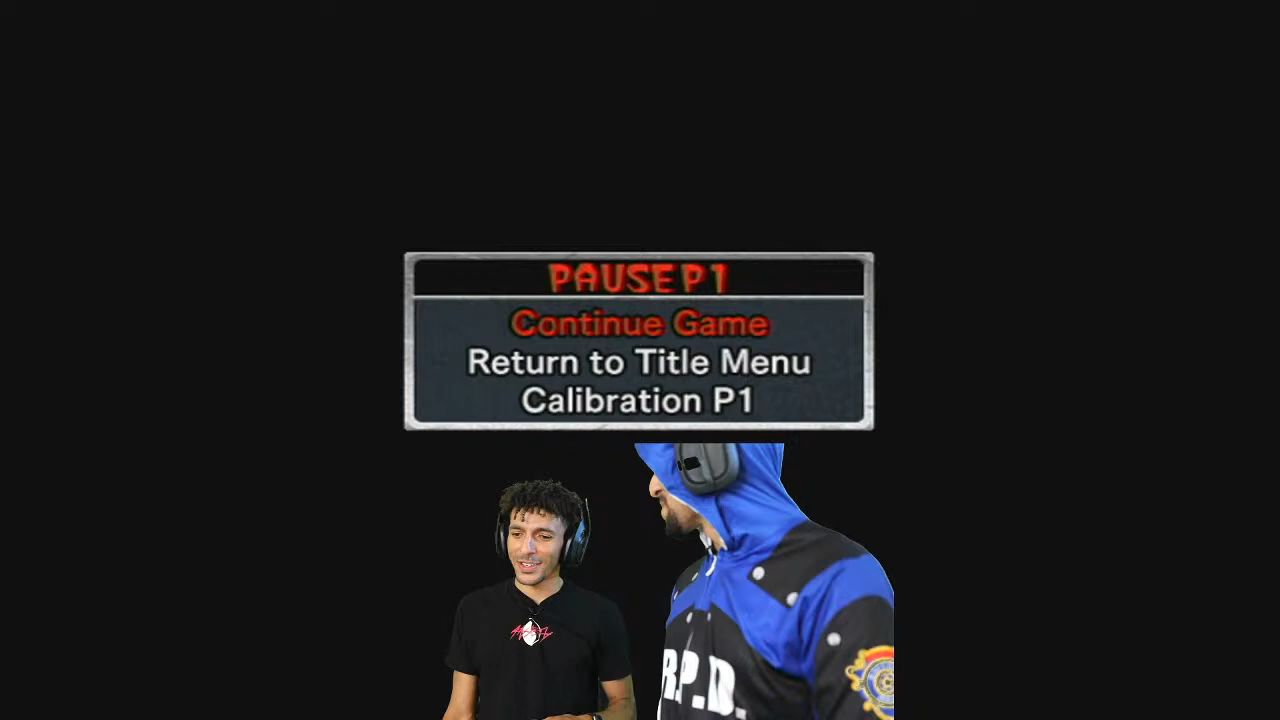 PAUSE P1
Continue Game
Return to Title Menu
Calibration P1
R.P.D.